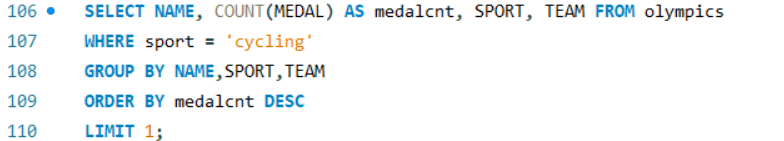 106 SELECT NAME, COUNT(MEDAL) AS medalcnt, SPORT, TEAM FROM olympics
107 WHERE sport = 'cycling'
108 GROUP BY NAME,SPORT,TEAM
109 ORDER BY medalcnt DESC
110 LIMIT 1;